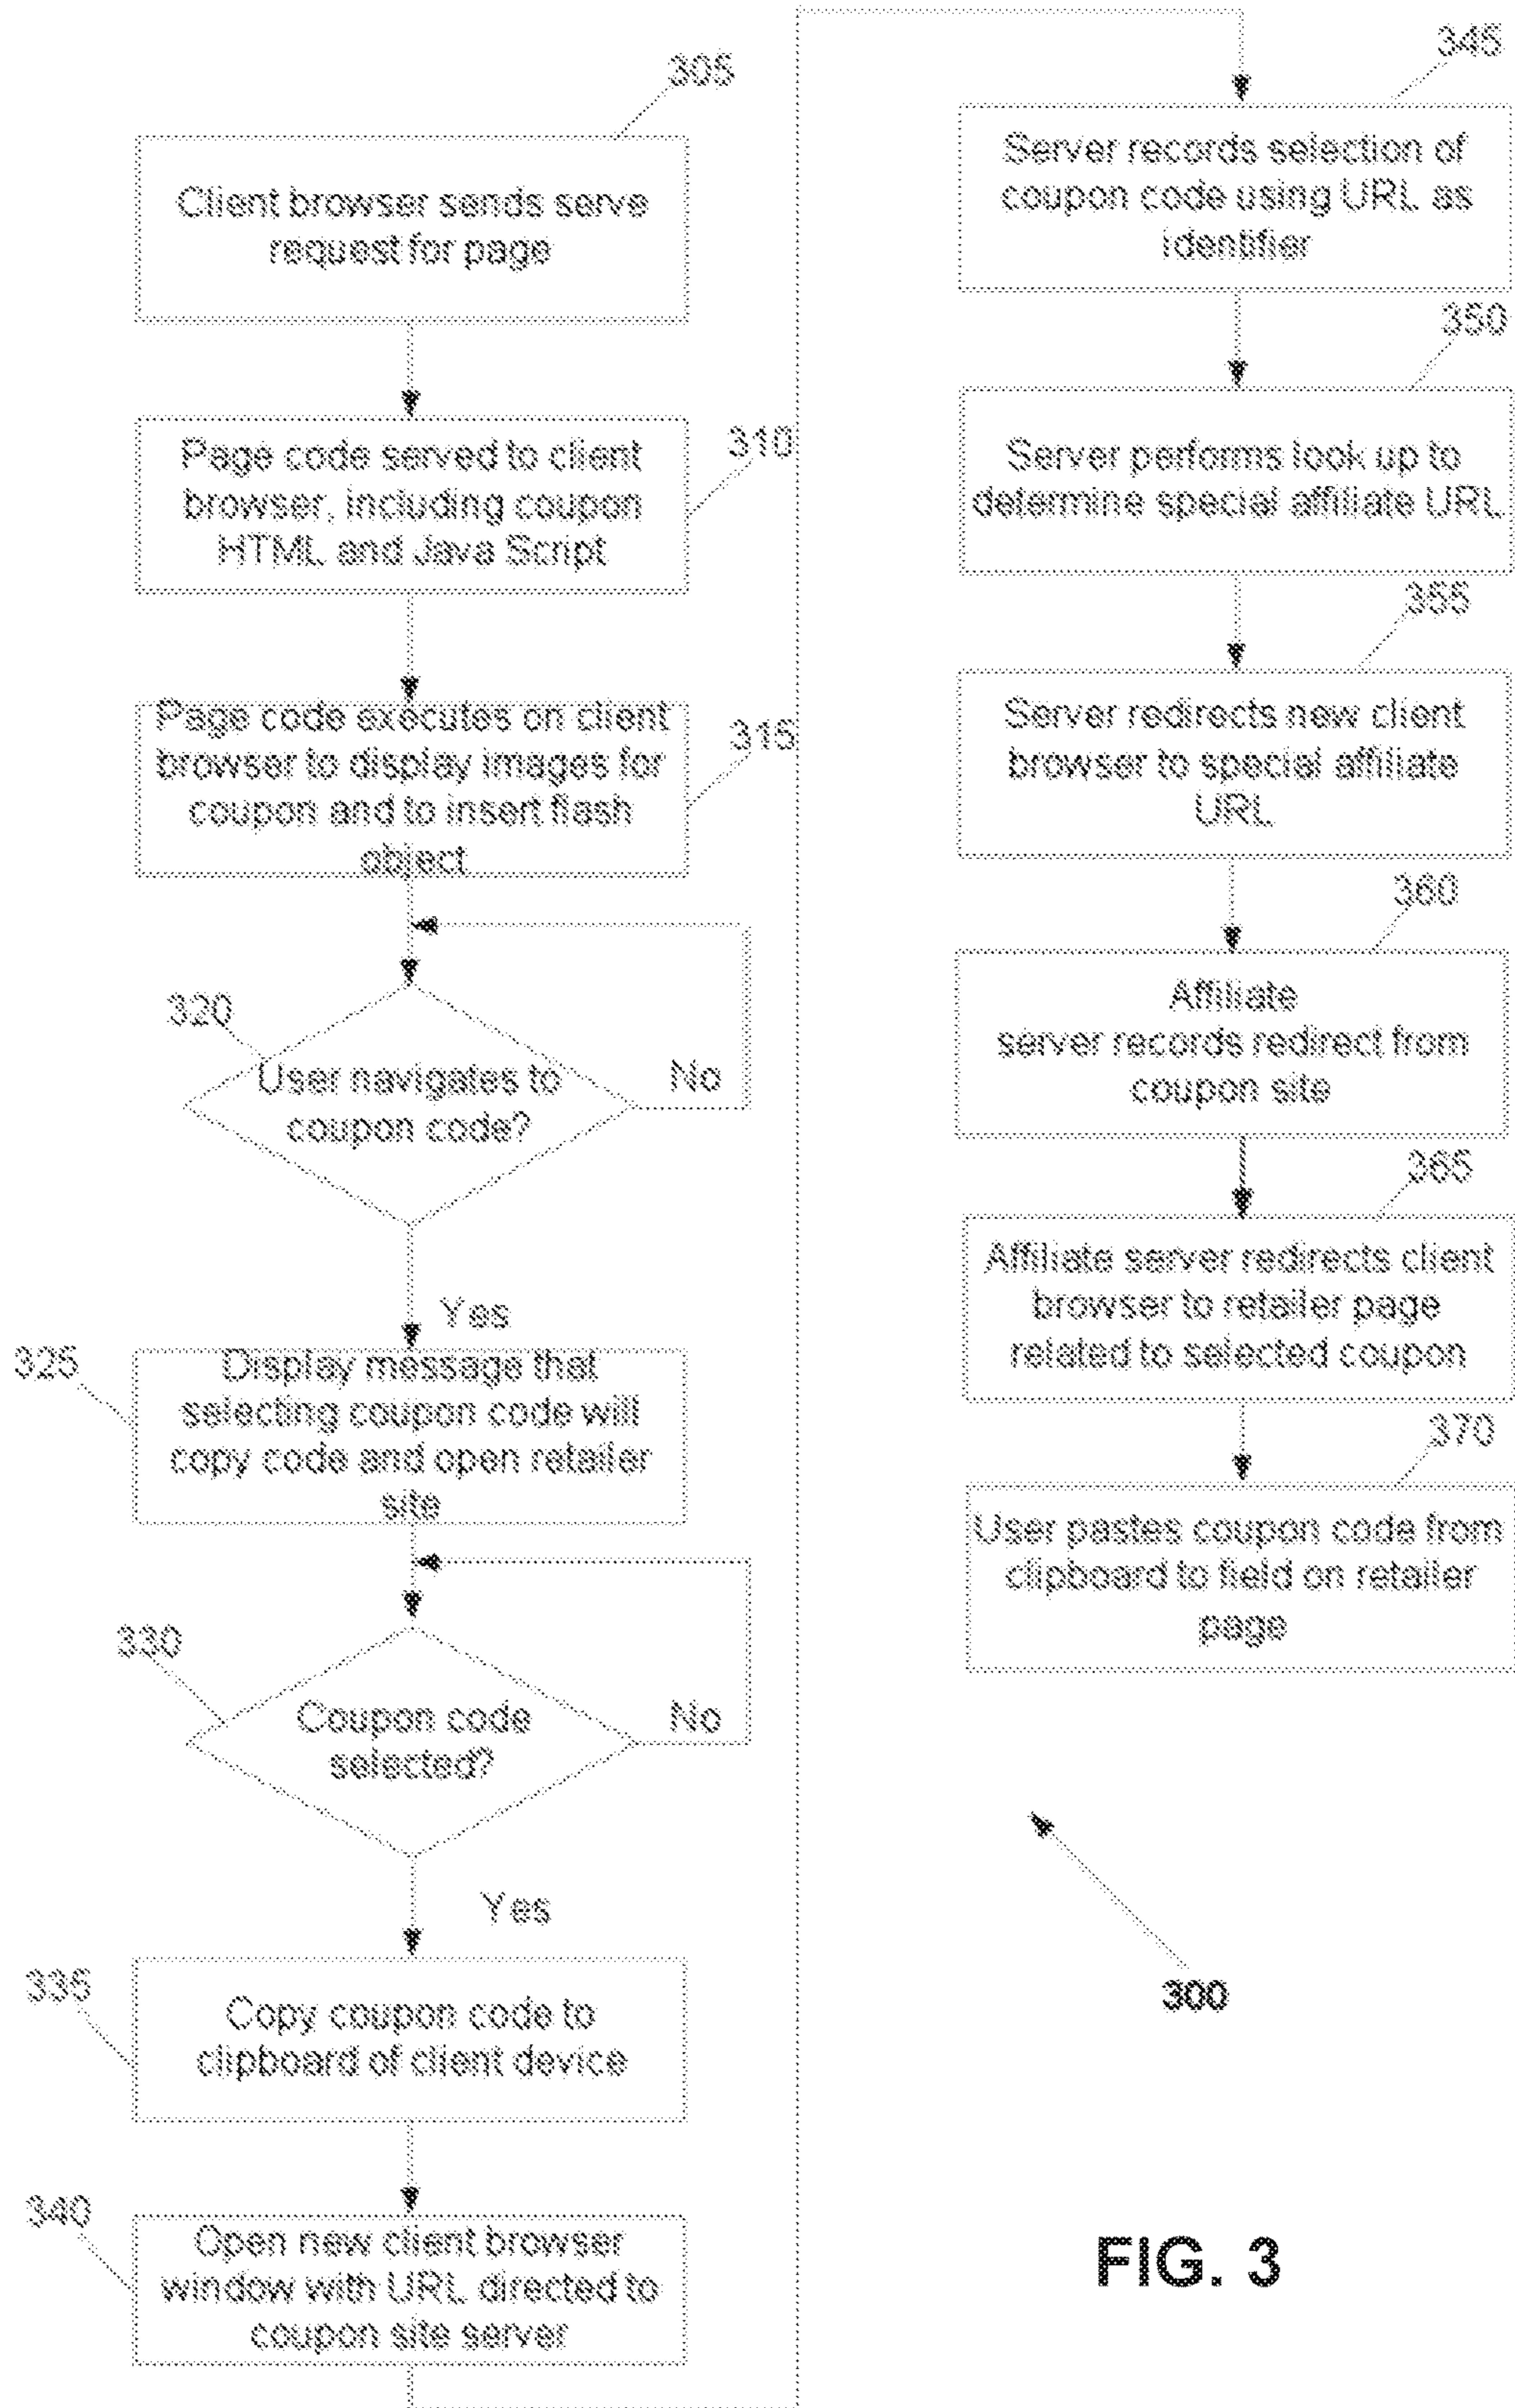 305
Client browser sends serve
request for page
310
Page code served to client
browser, including coupon
HTML and Java Script
315
Page code executes on client
browser to display images for
coupon and to insert flash
object
320
User navigates to
coupon code?
No
Yes
325
Display message that
selecting coupon code will
copy code and open retailer
site
330
Coupon code
selected?
No
Yes
335
Copy coupon code to
clipboard of client device
340
Open new client browser
window with URL directed to
coupon site server
345
Server records selection of
coupon code using URL as
identifier
350
Server performs look up to
determine special affiliate URL
355
Server redirects new client
browser to special affiliate
URL
360
Affiliate
server records redirect from
coupon site
365
Affiliate server redirects client
browser to retailer page
related to selected coupon
370
User pastes coupon code from
clipboard to field on retailer
page
300
FIG. 3